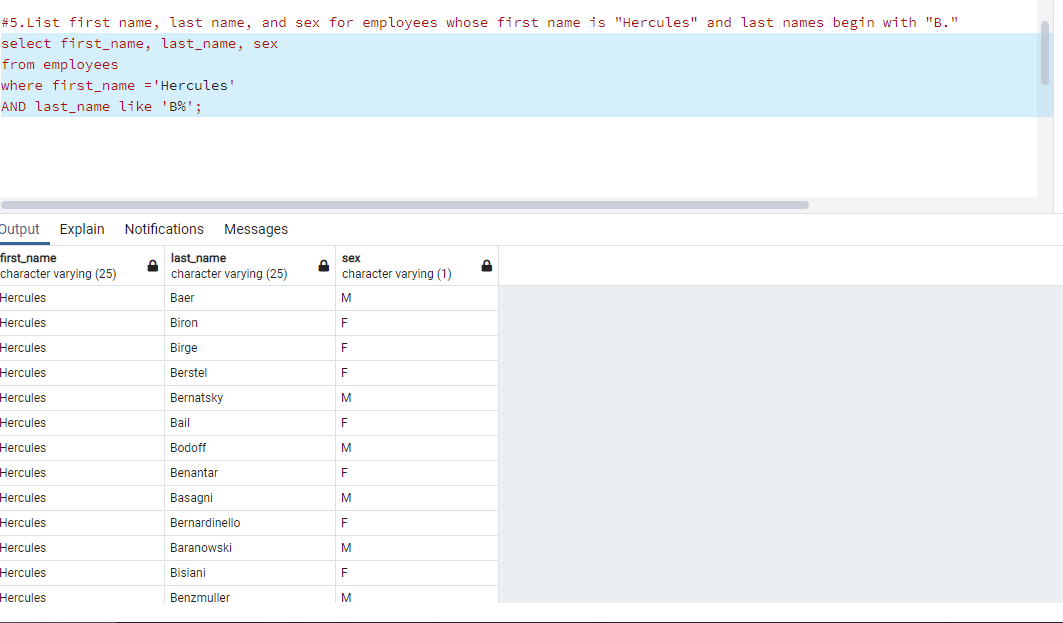 #5.List first name, last name, and sex for employees whose first name is "Hercules" and last names begin with "B."
select first_name, last_name, sex
from employees
where first_name ='Hercules'
AND last_name like 'B%';
Output Explain Notifications Messages
first_name last_name sex
character varying (25) character varying (25) character varying (1)
Hercules Baer M
Hercules Biron F
Hercules Birge F
Hercules Berstel F
Hercules Bernatsky M
Hercules Bail F
Hercules Bodoff M
Hercules Benantar F
Hercules Basagni M
Hercules Bernardinello F
Hercules Baranowski M
Hercules Bisiani F
Hercules Benzmuller M